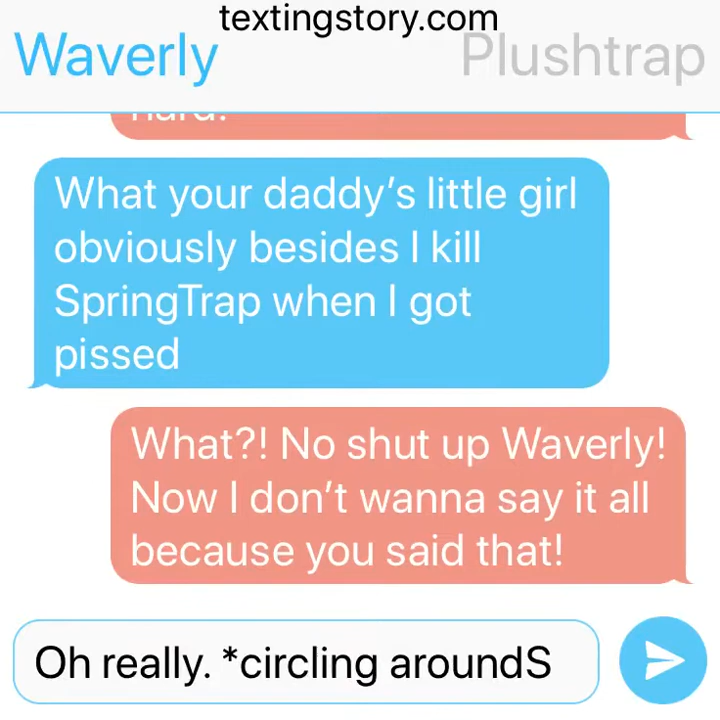 textingstory.com
Waverly Plushtrap
What your daddy's little girl
obviously besides I kill
SpringTrap when I got
pissed
What?! No shut up Waverly!
Now I don't wanna say it all
because you said that!
Oh really. *circling aroundS